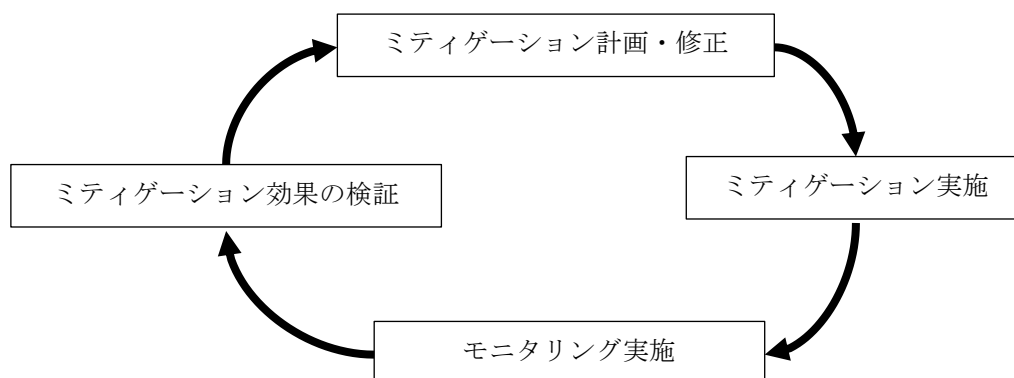 ミティゲーション計画・修正
ミティゲーション効果の検証
ミティゲーション実施
モニタリング実施